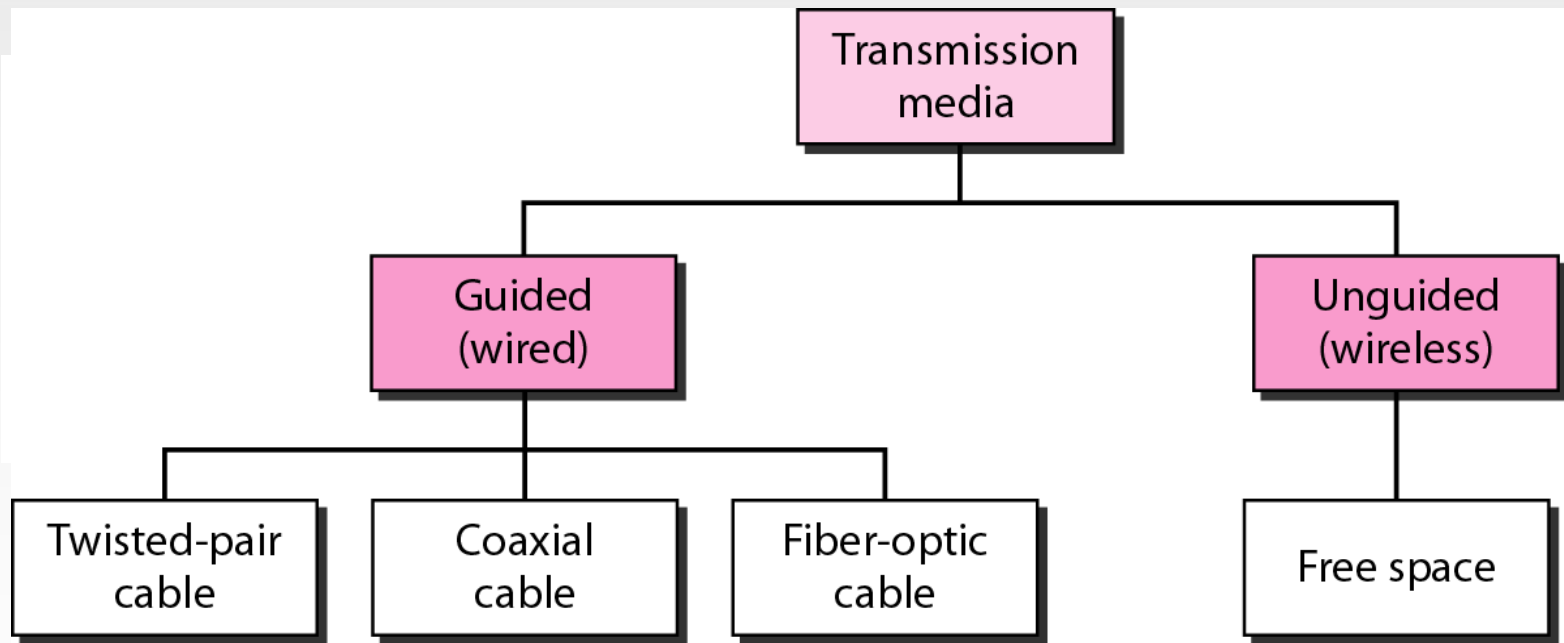 Transmission
media
Guided
(wired)
Unguided
(wireless)
Twisted-pair
cable
Coaxial
cable
Fiber-optic
cable
Free space